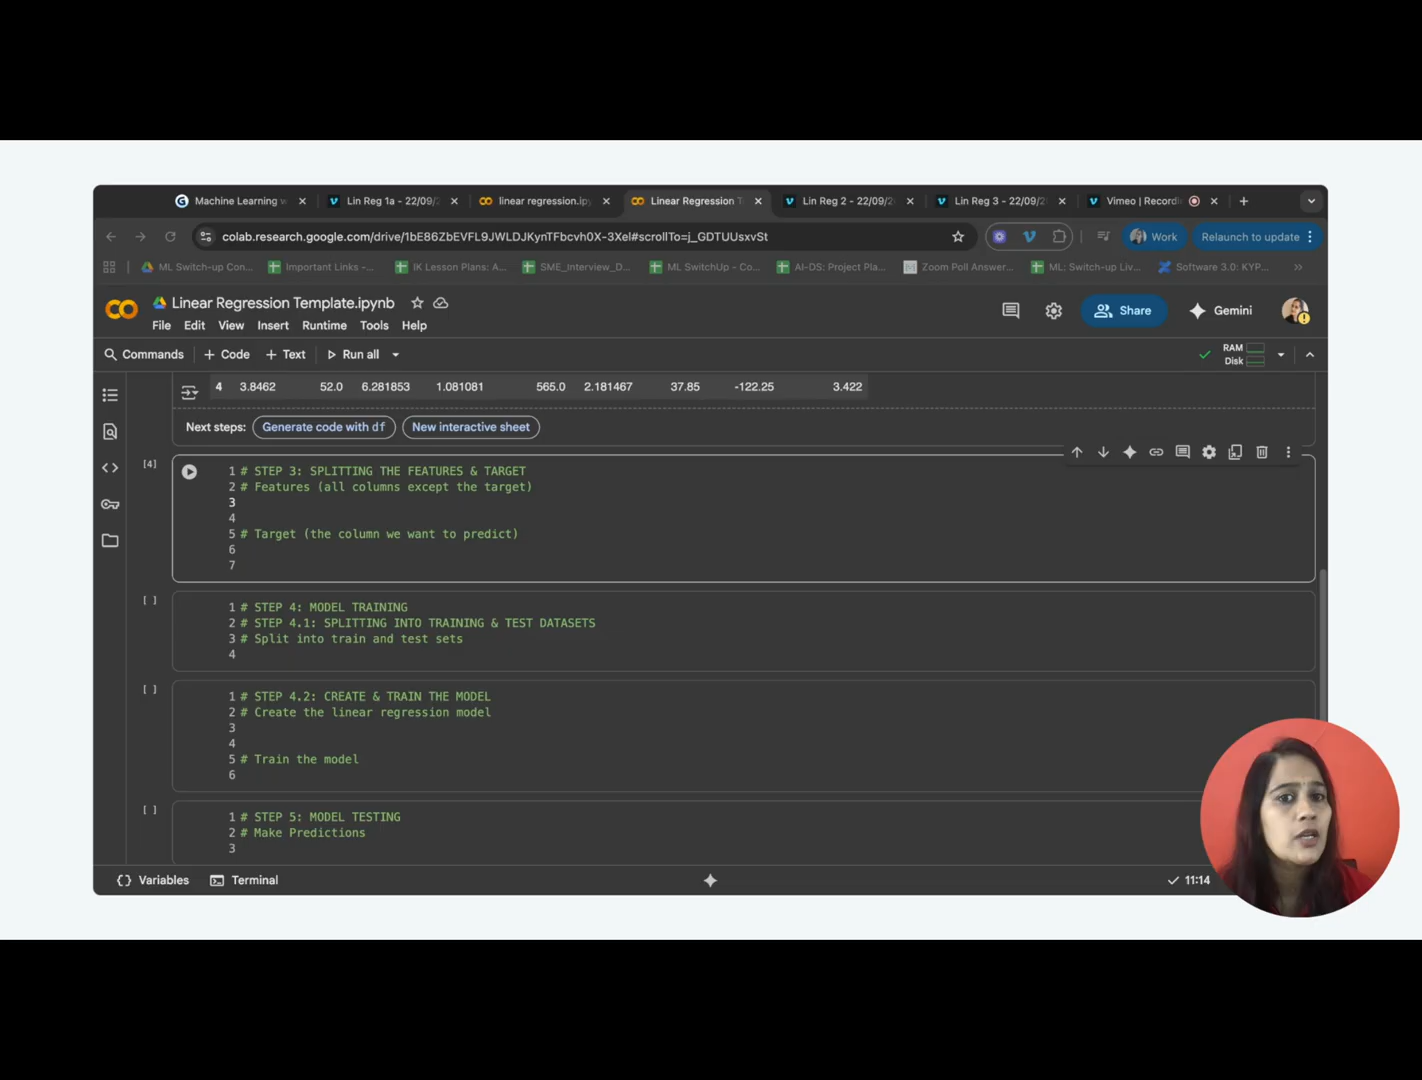 Machine Learning w
Lin Reg 1a - 22/09/2
linear regression.ipy
Linear Regression T
Lin Reg 2 - 22/09/2
Lin Reg 3 - 22/09/2
Vimeo | Recordi
colab.research.google.com/drive/1bE86ZbEVFL9JWLDJKynTFbcvh0X-3Xel#scrollTo=j_GDTUUsxvSt
Work
Relaunch to update
ML Switch-up Con...
Important Links -...
IK Lesson Plans: A...
SME_Interview_D...
ML SwitchUp – Co...
AI-DS: Project Pla...
Zoom Poll Answer...
ML: Switch-up Liv...
Software 3.0: KYP...
Linear Regression Template.ipynb
File Edit View Insert Runtime Tools Help
Share
Gemini
Commands + Code + Text Run all
RAM
Disk
4 3.8462 52.0 6.281853 1.081081 565.0 2.181467 37.85 -122.25 3.422
Next steps: Generate code with df New interactive sheet
[4]
1 # STEP 3: SPLITTING THE FEATURES & TARGET
2 # Features (all columns except the target)
3
4
5 # Target (the column we want to predict)
6
7
[ ]
1 # STEP 4: MODEL TRAINING
2 # STEP 4.1: SPLITTING INTO TRAINING & TEST DATASETS
3 # Split into train and test sets
4
[ ]
1 # STEP 4.2: CREATE & TRAIN THE MODEL
2 # Create the linear regression model
3
4
5 # Train the model
6
[ ]
1 # STEP 5: MODEL TESTING
2 # Make Predictions
3
Variables Terminal
11:14